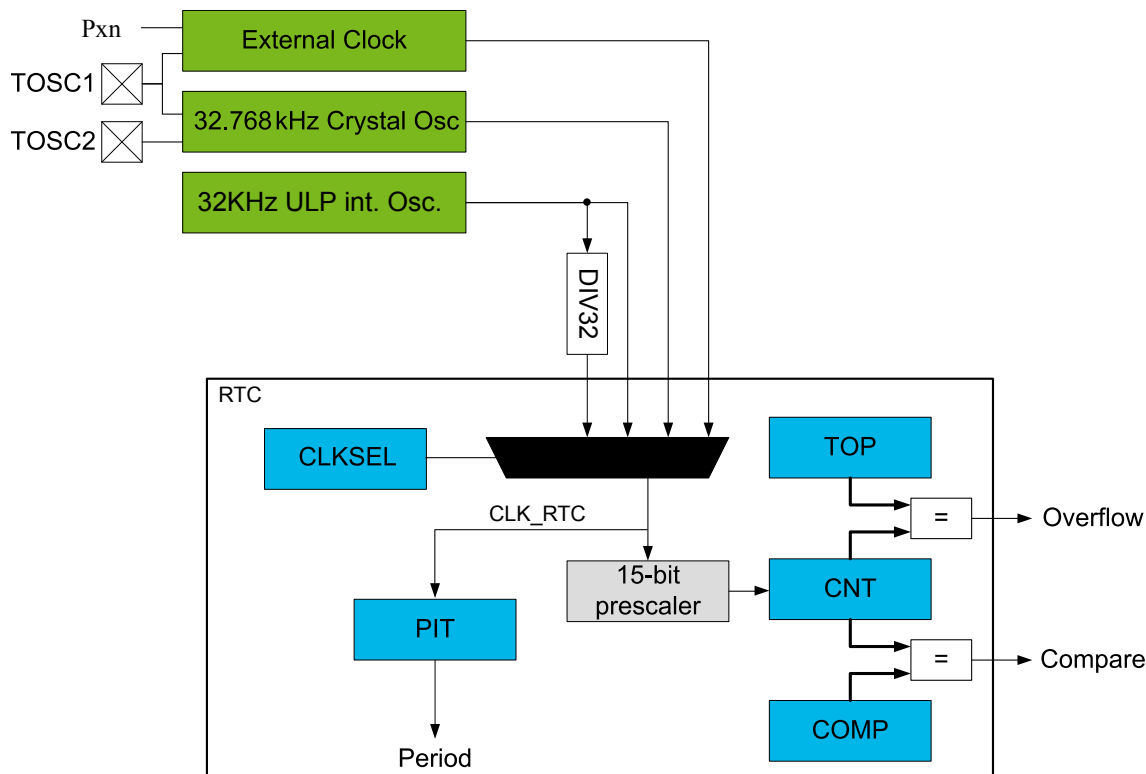 Pxn
External Clock
TOSC1
32.768 kHz Crystal Osc
TOSC2
32KHz ULP int. Osc.
DIV32
RTC
CLKSEL
TOP
CLK_RTC
=
Overflow
15-bit
prescaler
CNT
PIT
=
Compare
COMP
Period